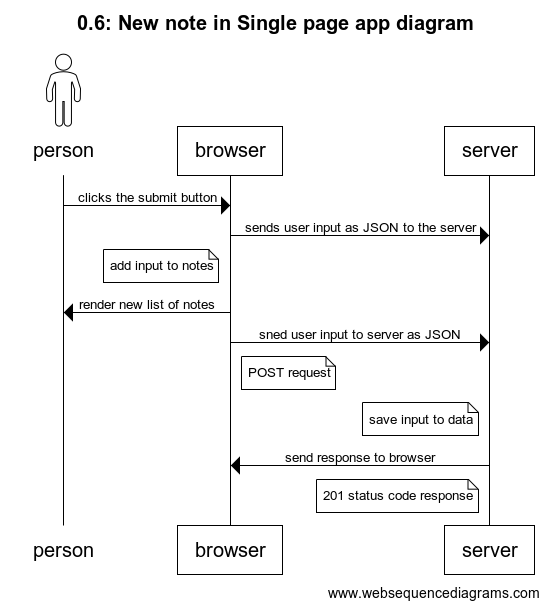 0.6: New note in Single page app diagram
person
browser
server
clicks the submit button
sends user input as JSON to the server
add input to notes
render new list of notes
sned user input to server as JSON
POST request
save input to data
send response to browser
201 status code response
person
browser
server
www.websequencediagrams.com